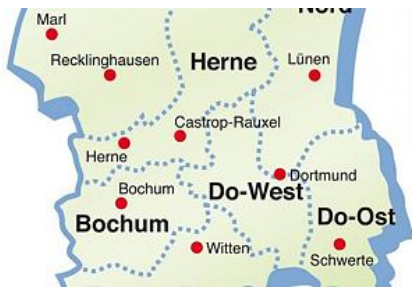 Nord
Marl
Recklinghausen
Herne
Lünen
Castrop-Rauxel
Herne
Dortmund
Bochum
Do-West
Bochum
Do-Ost
Witten
Schwerte